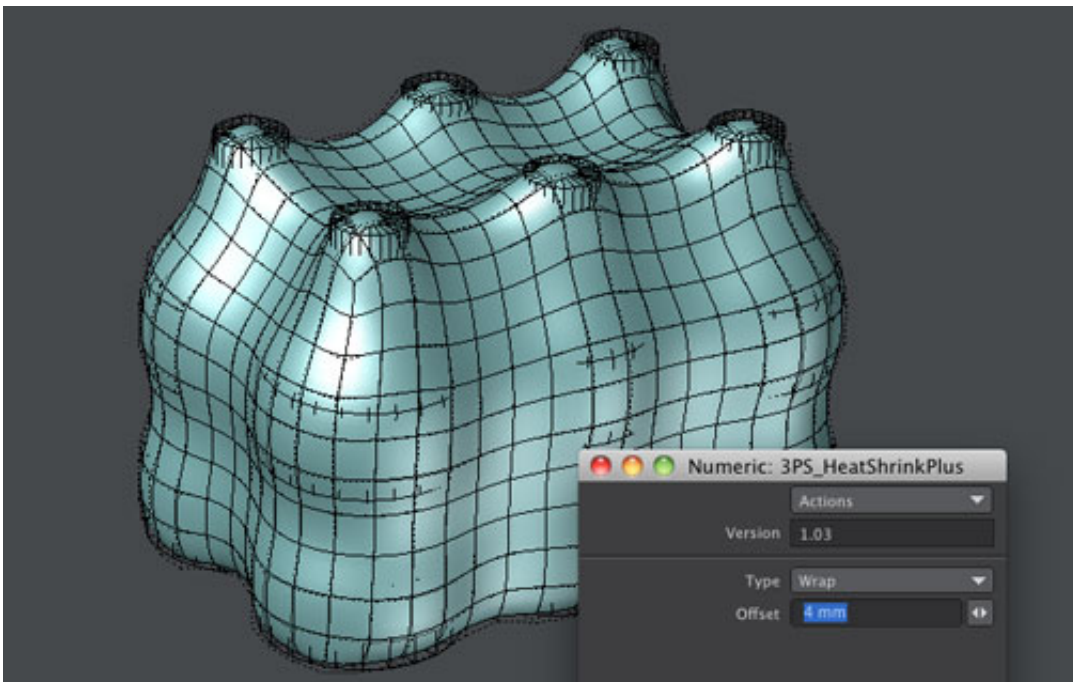 Numeric: 3PS_HeatShrinkPlus
Actions
Version 1.03
Type Wrap
Offset 4 mm